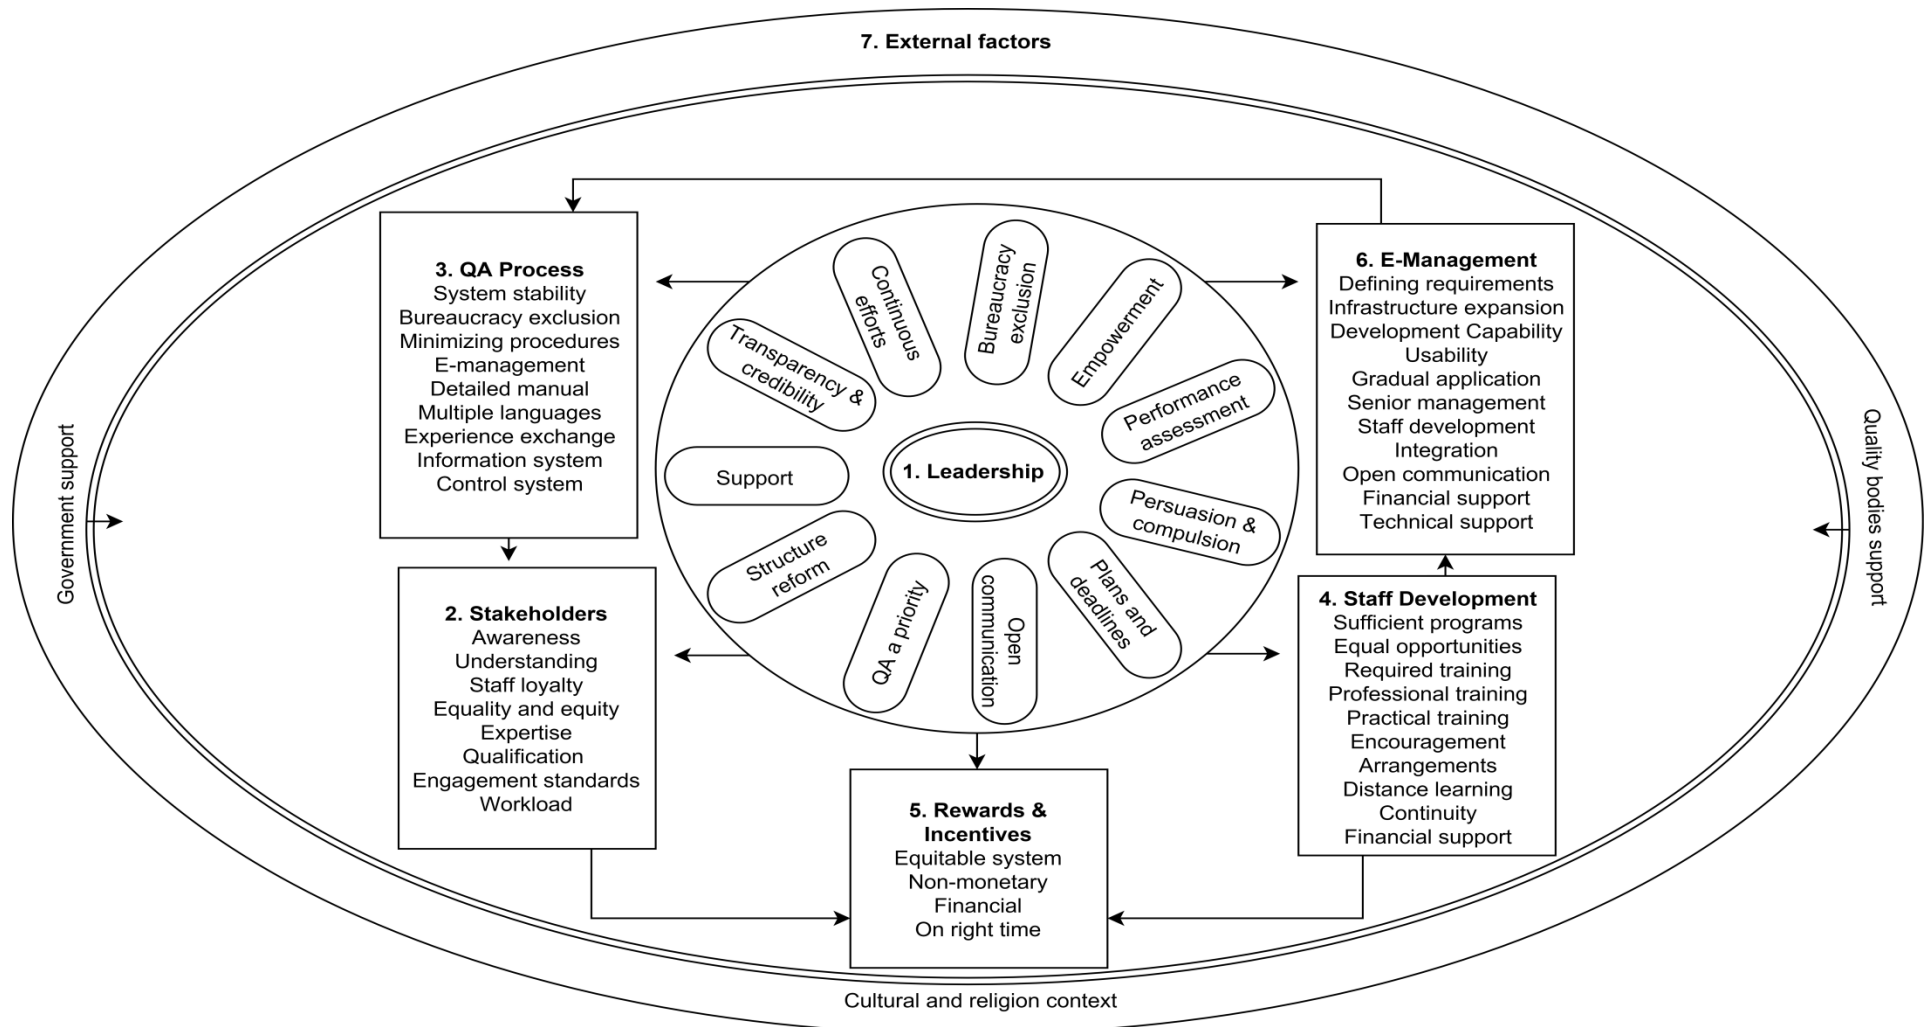 7. External factors
Government support
3. QA Process
System stability
Bureaucracy exclusion
Minimizing procedures
E-management
Detailed manual
Multiple languages
Experience exchange
Information system
Control system
2. Stakeholders
Awareness
Understanding
Staff loyalty
Equality and equity
Expertise
Qualification
Engagement standards
Workload
1. Leadership
Bureaucracy
exclusion
Empowerment
Performance
assessment
Persuasion &
compulsion
Plans and
deadlines
Open
communication
QA a priority
Structure
reform
Support
Transparency &
credibility
Continuous
efforts
5. Rewards &
Incentives
Equitable system
Non-monetary
Financial
On right time
6. E-Management
Defining requirements
Infrastructure expansion
Development Capability
Usability
Gradual application
Senior management
Staff development
Integration
Open communication
Financial support
Technical support
4. Staff Development
Sufficient programs
Equal opportunities
Required training
Professional training
Practical training
Encouragement
Arrangements
Distance learning
Continuity
Financial support
Quality bodies support
Cultural and religion context